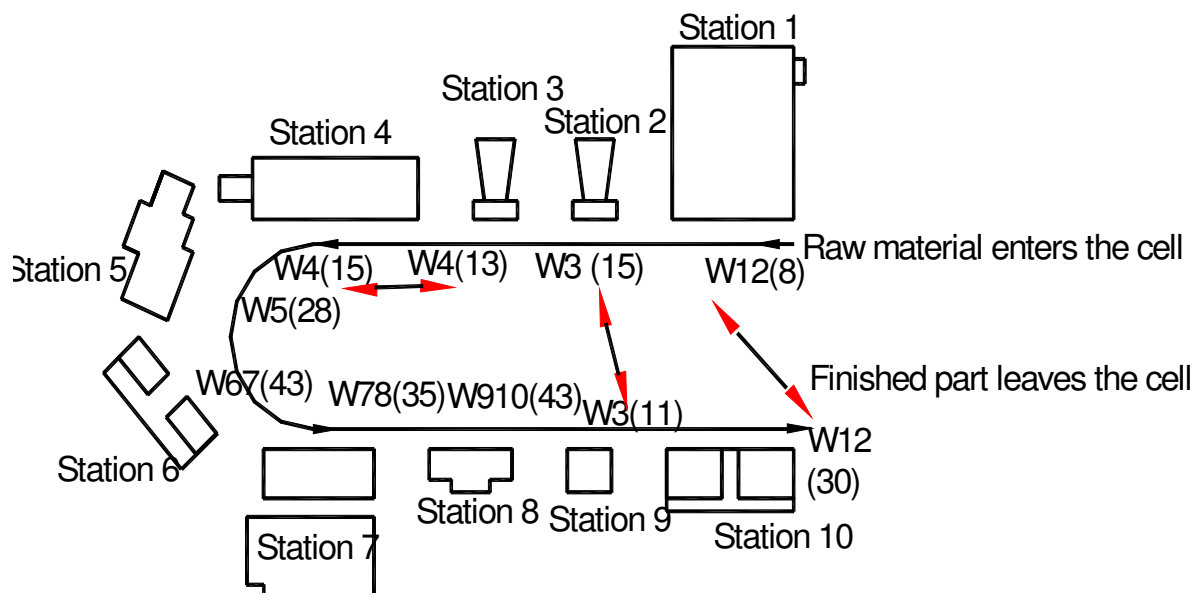 Station 1
Station 3
Station 2
Station 4
Station 5
Raw material enters the cell
W4(15)
W4(13)
W3 (15)
W12(8)
W5(28)
W67(43)
W78(35)
W910(43)
W3(11)
Finished part leaves the cell
W12
(30)
Station 6
Station 7
Station 8
Station 9
Station 10